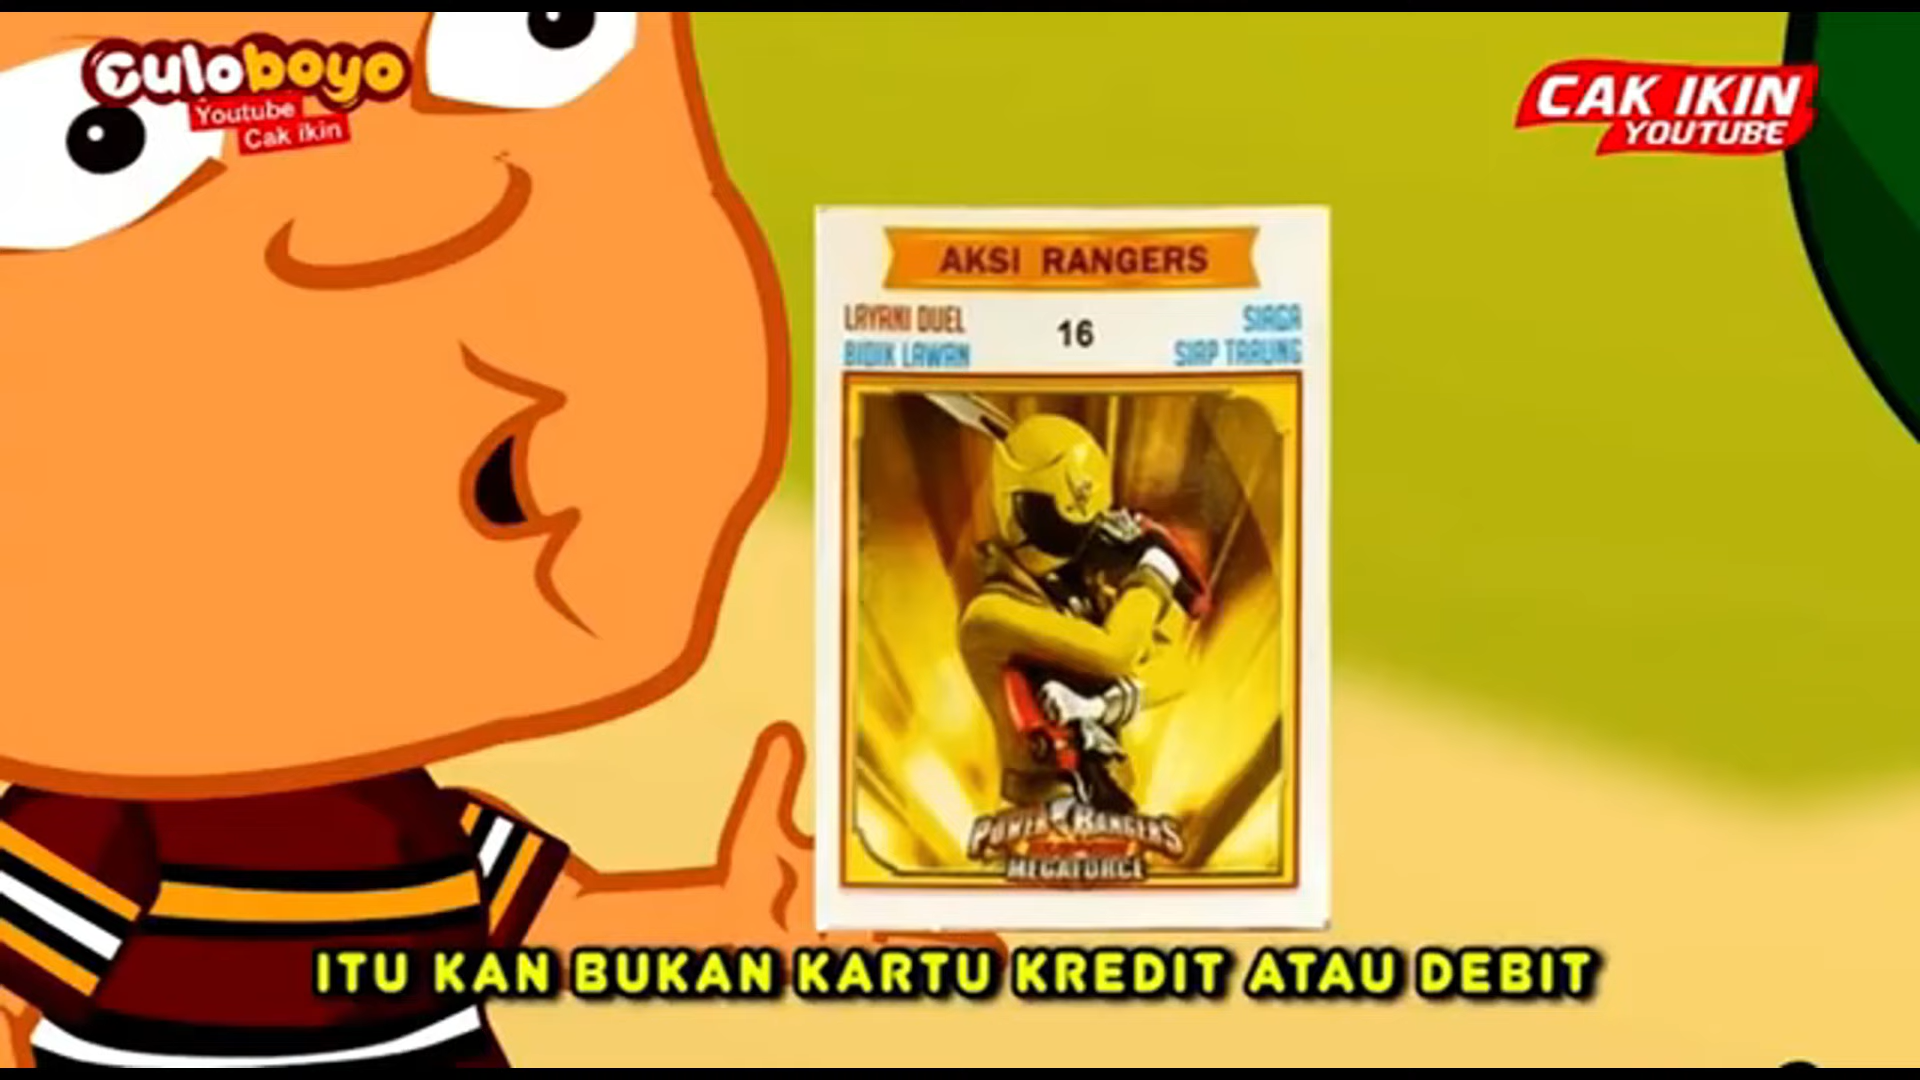 Culoboyo
Youtube
Cak ikin
CAK IKIN
YOUTUBE
AKSI RANGERS
LAYANI DUEL
BIDIK LAWAN
16
SIAGA
SIAP TARUNG
POWER RANGERS
MEGAFORCE
ITU KAN BUKAN KARTU KREDIT ATAU DEBIT